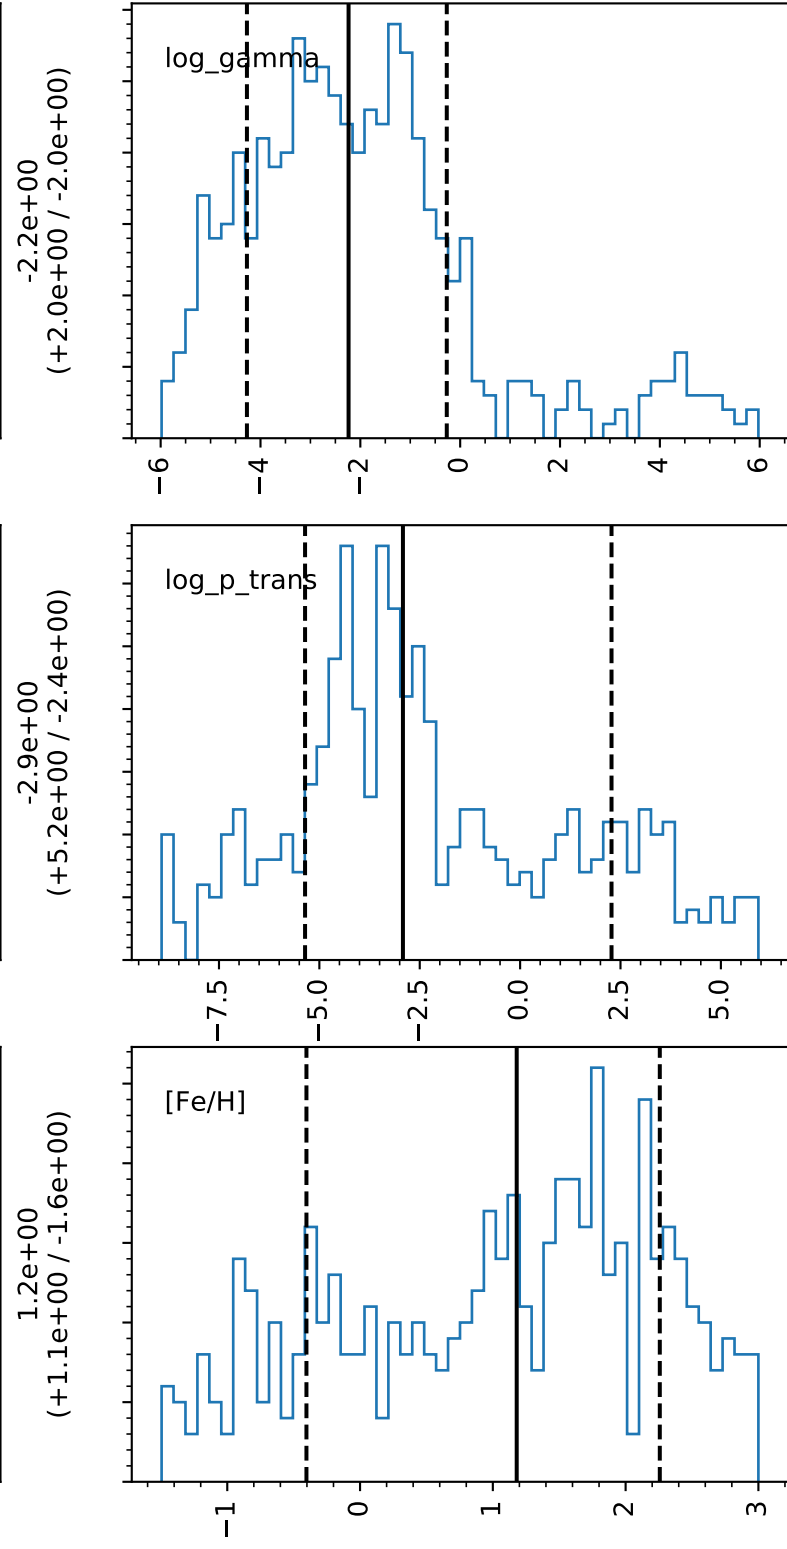 log_gamma
-2.2e+00
(+2.0e+00 / -2.0e+00)
−6
−4
−2
0
2
4
6
log_p_trans
-2.9e+00
(+5.2e+00 / -2.4e+00)
−7.5
−5.0
−2.5
0.0
2.5
5.0
[Fe/H]
1.2e+00
(+1.1e+00 / -1.6e+00)
−1
0
1
2
3